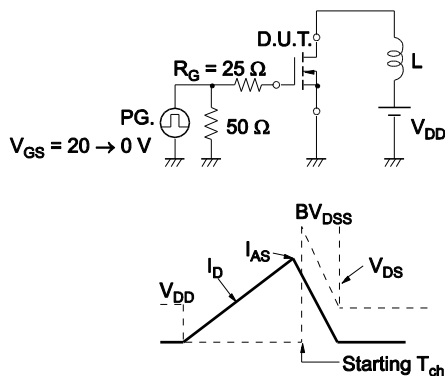 D.U.T.
R_G = 25 Ω
L
PG.
50 Ω
V_DD
V_GS = 20 → 0 V
BV_DSS
I_AS
I_D
V_DS
V_DD
Starting T_ch